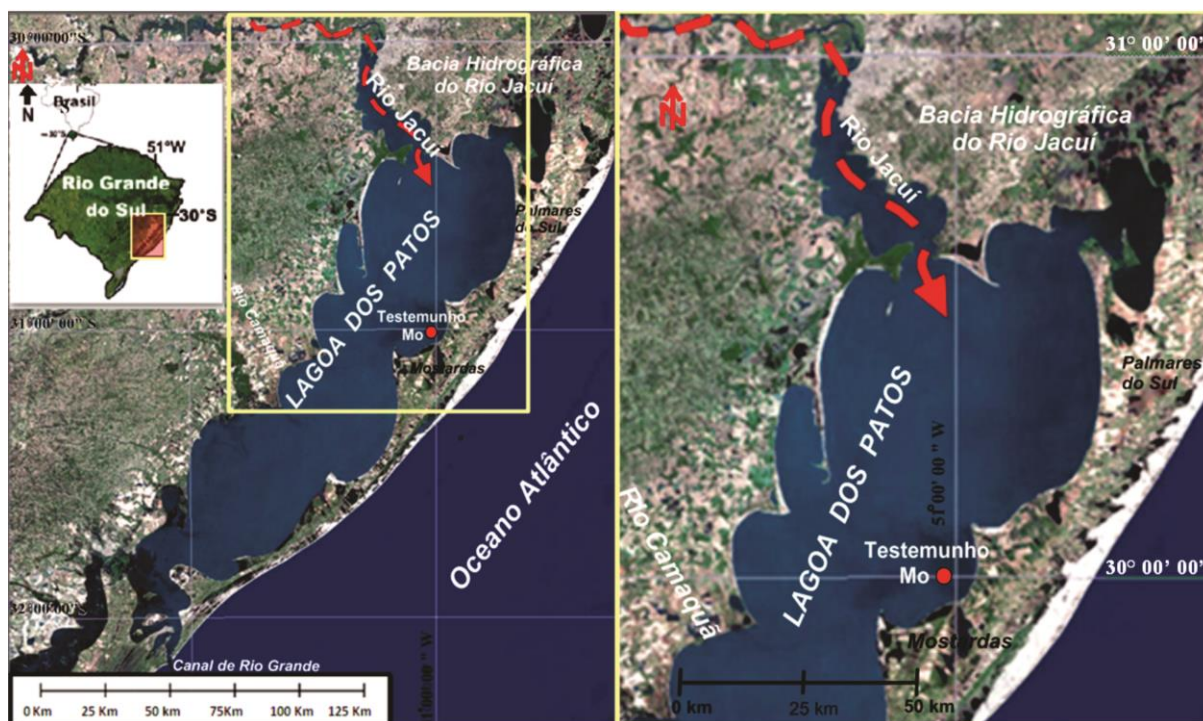 30°00'00"S
N
Brasil
S
30°S
51°W
Rio Grande
do Sul
30°S
Bacia Hidrográfica
do Rio Jacuí
Rio Jacuí
Palmares
do Sul
LAGOA DOS PATOS
Rio Camaquã
31°00'00"S
Testemunho
Mo
Mostardas
Oceano Atlântico
32°00'00"S
Canal de Rio Grande
00'00" W
0 Km 25 Km 50 km 75Km 100 Km 125 Km
31° 00' 00'
Bacia Hidrográfica
do Rio Jacuí
Rio Jacuí
Palmares
do Sul
LAGOA DOS PATOS
51°00' 00" W
Rio Camaquã
Testemunho
Mo
30° 00' 00'
Mostardas
0 km 25 km 50 km